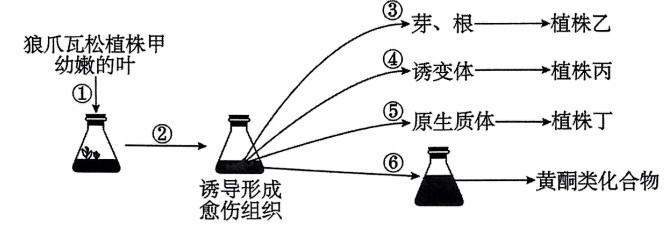 狼爪瓦松植株甲
幼嫩的叶
①
②
诱导形成
愈伤组织
③ 芽、根 植株乙
④ 诱变体 植株丙
⑤ 原生质体 植株丁
⑥ 黄酮类化合物